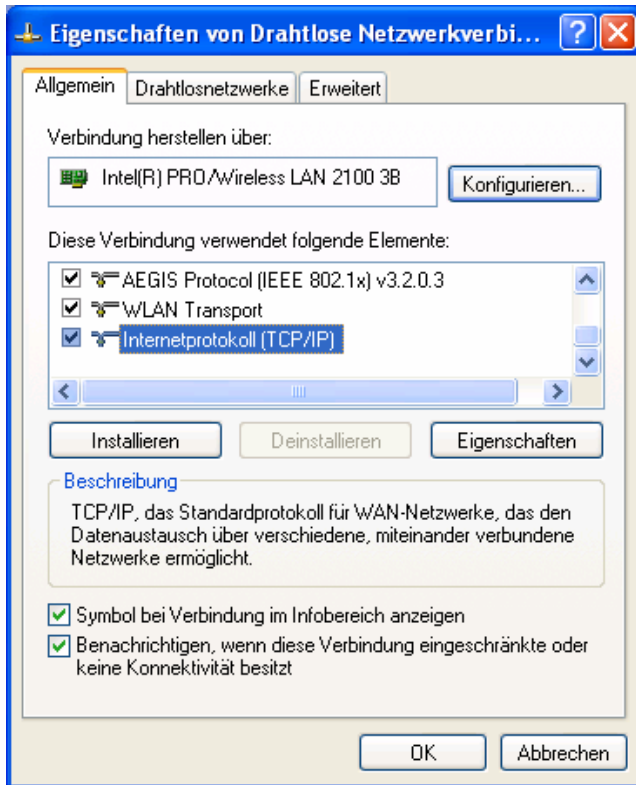 Eigenschaften von Drahtlose Netzwerkverbi...
Allgemein Drahtlosnetzwerke Erweitert
Verbindung herstellen über:
Intel(R) PRO/Wireless LAN 2100 3B Konfigurieren...
Diese Verbindung verwendet folgende Elemente:
AEGIS Protocol (IEEE 802.1x) v3.2.0.3
WLAN Transport
Internetprotokoll (TCP/IP)
Installieren Deinstallieren Eigenschaften
Beschreibung
TCP/IP, das Standardprotokoll für WAN-Netzwerke, das den
Datenaustausch über verschiedene, miteinander verbundene
Netzwerke ermöglicht.
Symbol bei Verbindung im Infobereich anzeigen
Benachrichtigen, wenn diese Verbindung eingeschränkte oder
keine Konnektivität besitzt
OK Abbrechen